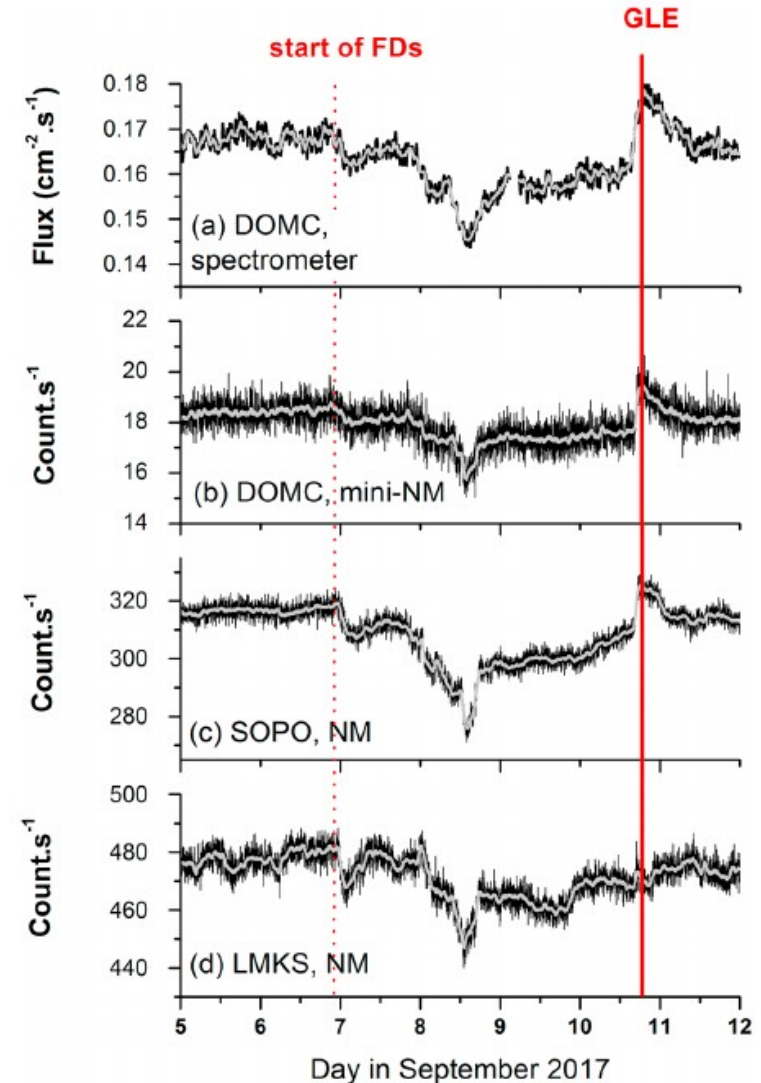 GLE
start of FDs
0.18
0.17
0.16
0.15
0.14
Flux (cm⁻².s⁻¹)
(a) DOMC,
spectrometer
22
20
18
16
14
Count.s⁻¹
(b) DOMC, mini-NM
320
300
280
Count.s⁻¹
(c) SOPO, NM
500
480
460
440
Count.s⁻¹
(d) LMKS, NM
5 6 7 8 9 10 11 12
Day in September 2017